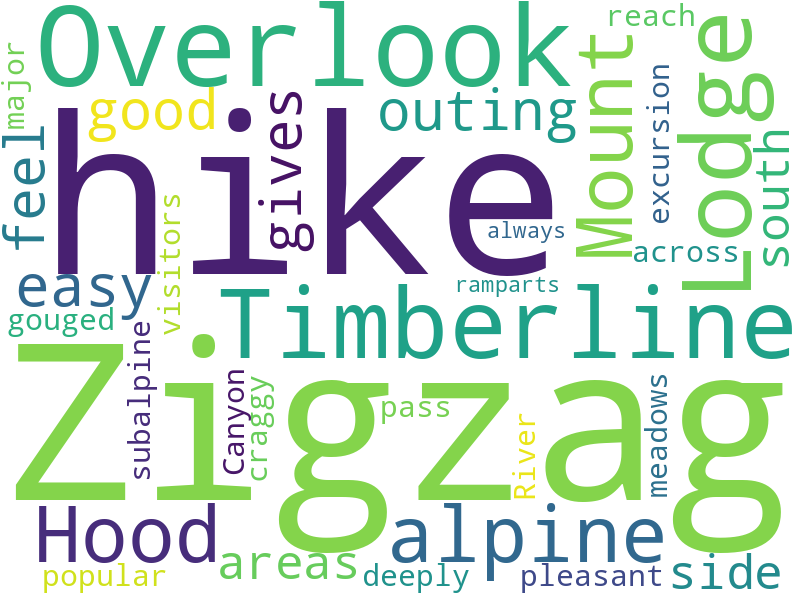 reach
Overlook
major
good
outing
Mount
Lodge
excursion
hike
gives
feel
south
always
across
visitors
easy
ramparts
gouged
Timberline
subalpine
Zigzag
Canyon
craggy
pass
meadows
River
Hood
alpine
areas
side
popular
deeply
pleasant